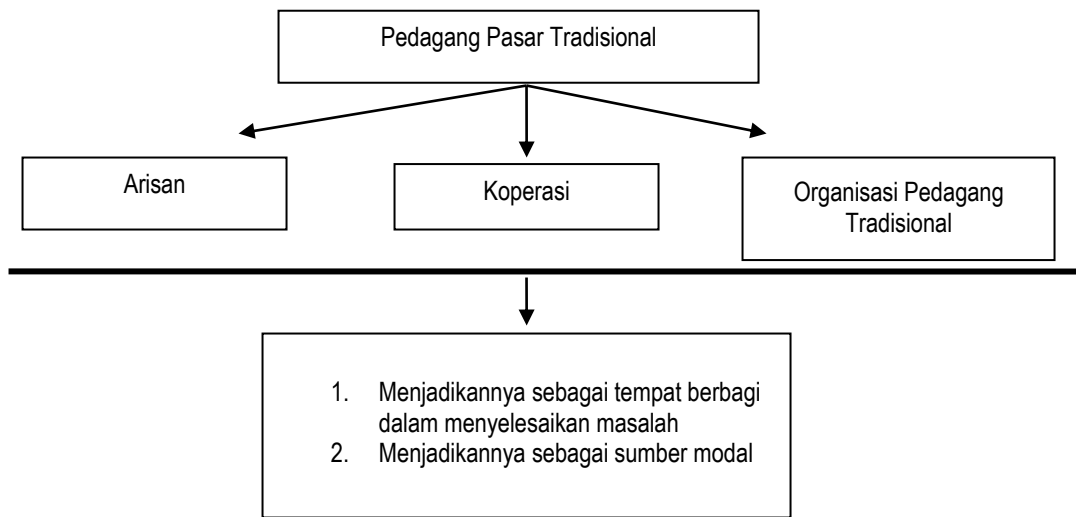 Pedagang Pasar Tradisional
Arisan
Koperasi
Organisasi Pedagang
Tradisional
1. Menjadikannya sebagai tempat berbagi
dalam menyelesaikan masalah
2. Menjadikannya sebagai sumber modal